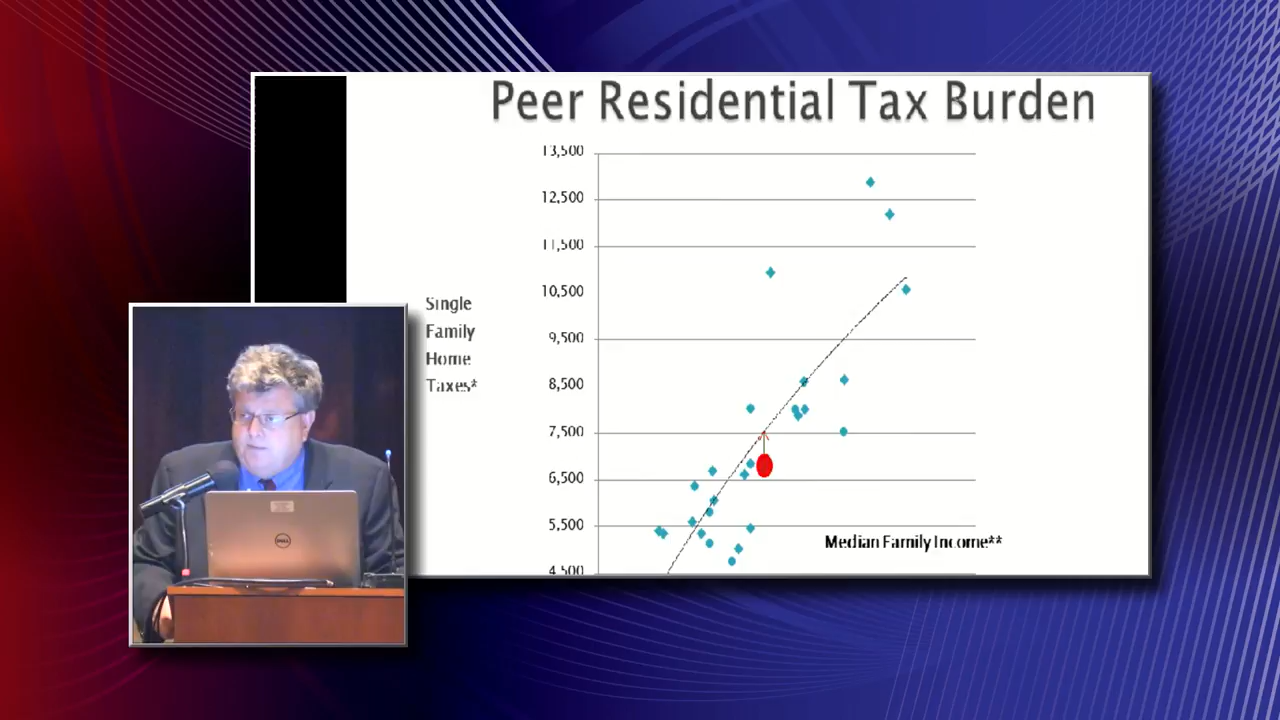 Peer Residential Tax Burden
13,500
12,500
11,500
10,500
9,500
8,500
7,500
6,500
5,500
4,500
Single
Family
Home
Taxes*
Median Family Income**
DELL